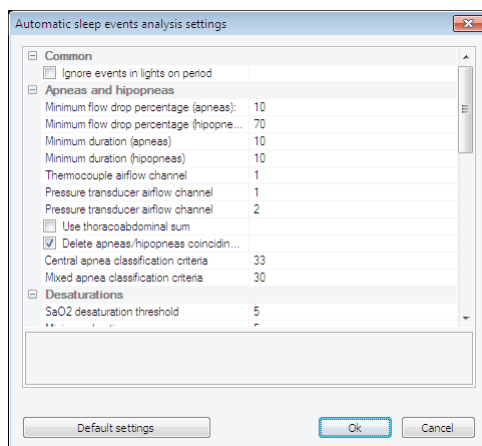 Automatic sleep events analysis settings
Common
Ignore events in lights on period
Apneas and hipopneas
Minimum flow drop percentage (apneas): 10
Minimum flow drop percentage (hipopne... 70
Minimum duration (apneas) 10
Minimum duration (hipopneas) 10
Thermocouple airflow channel 1
Pressure transducer airflow channel 1
Pressure transducer airflow channel 2
Use thoracoabdominal sum
Delete apneas/hipopneas coincidin...
Central apnea classification criteria 33
Mixed apnea classification criteria 30
Desaturations
SaO2 desaturation threshold 5
Default settings Ok Cancel